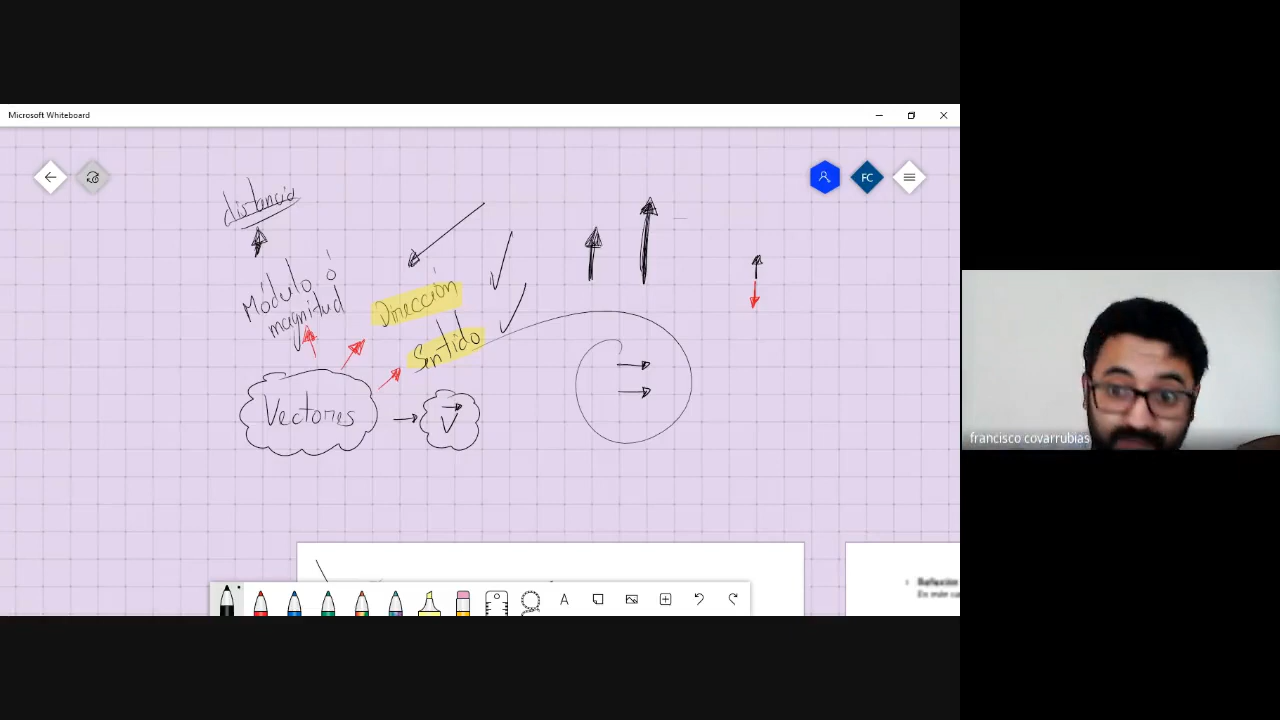 Microsoft Whiteboard
FC
distancia
Módulo ó
magnitud
Dirección
Sentido
Vectores
V
francisco covarrubias
A